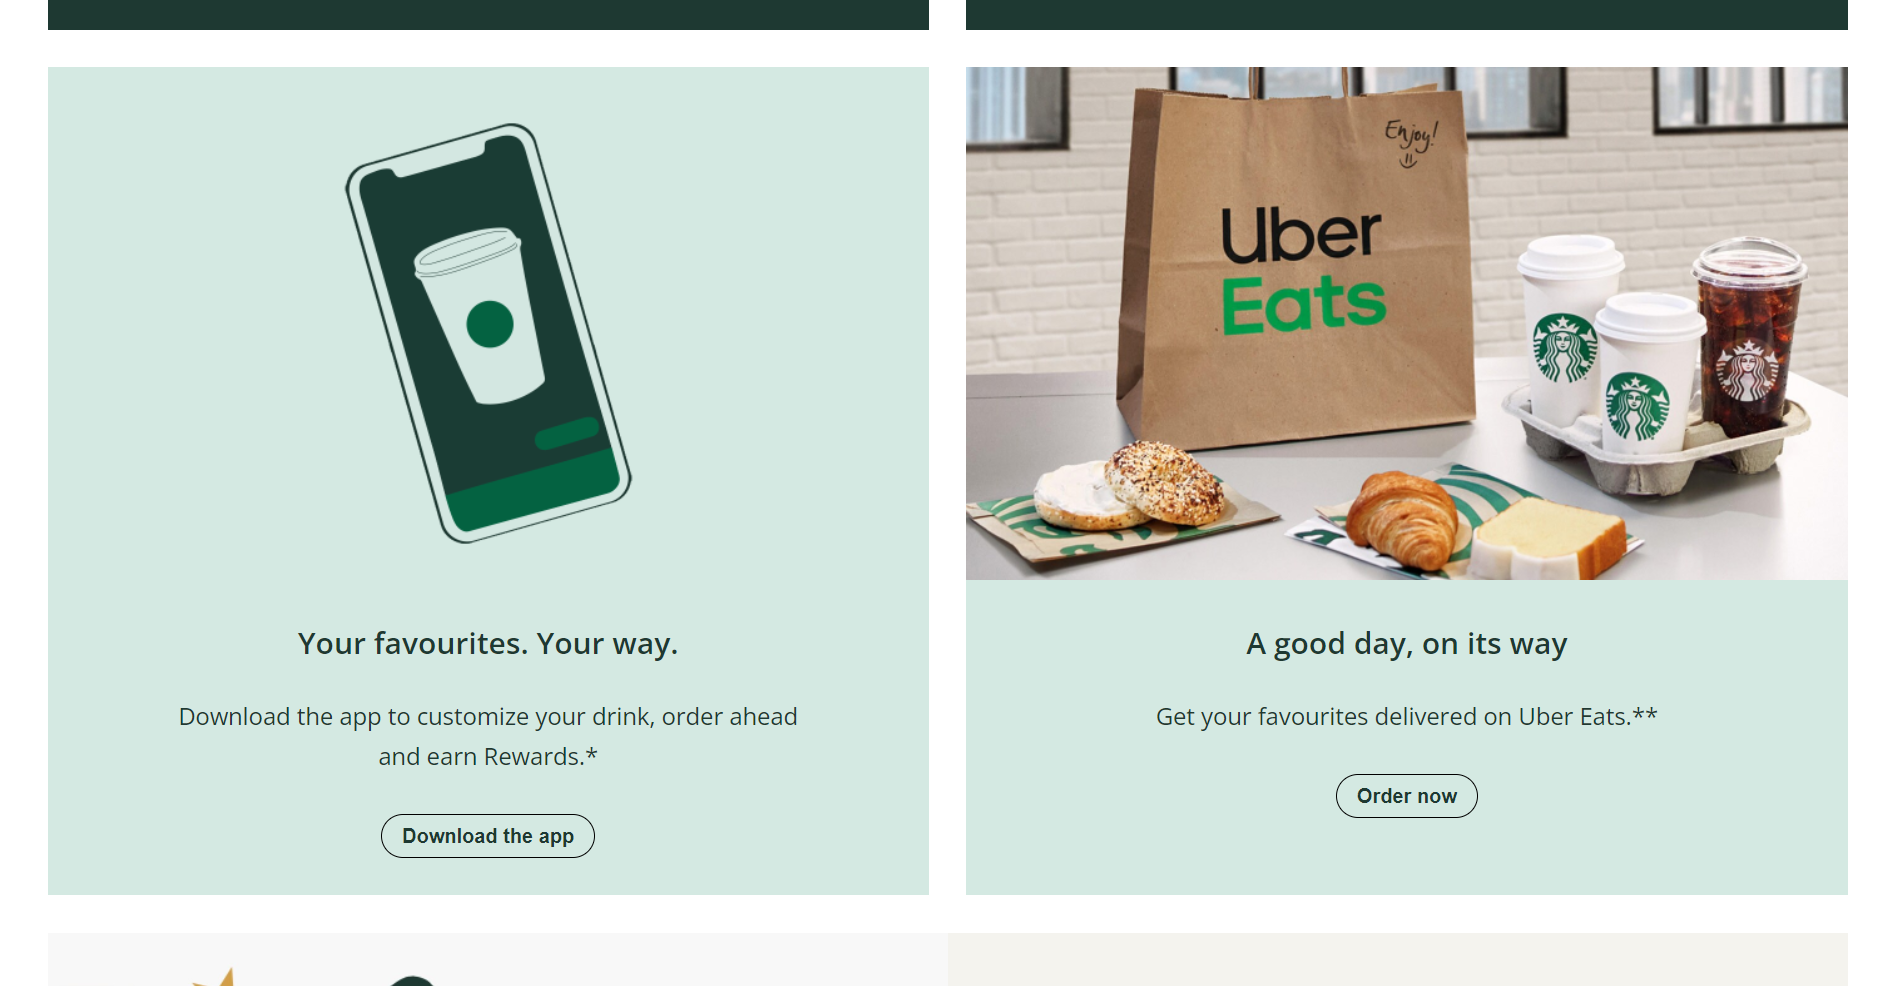 Your favourites. Your way.
Download the app to customize your drink, order ahead
and earn Rewards.*
Download the app
Enjoy!
Uber
Eats
A good day, on its way
Get your favourites delivered on Uber Eats.**
Order now